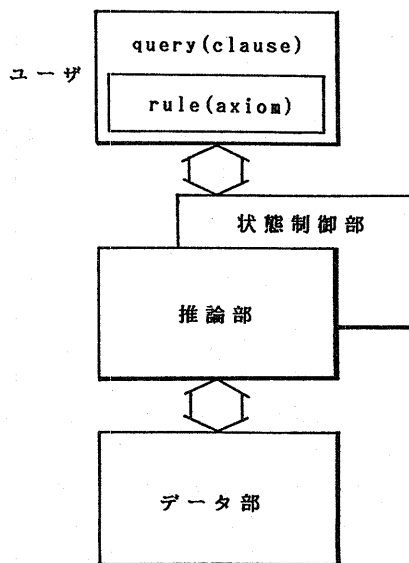 query(clause)
ユーザ
rule(axiom)
状態制御部
推論部
データ部